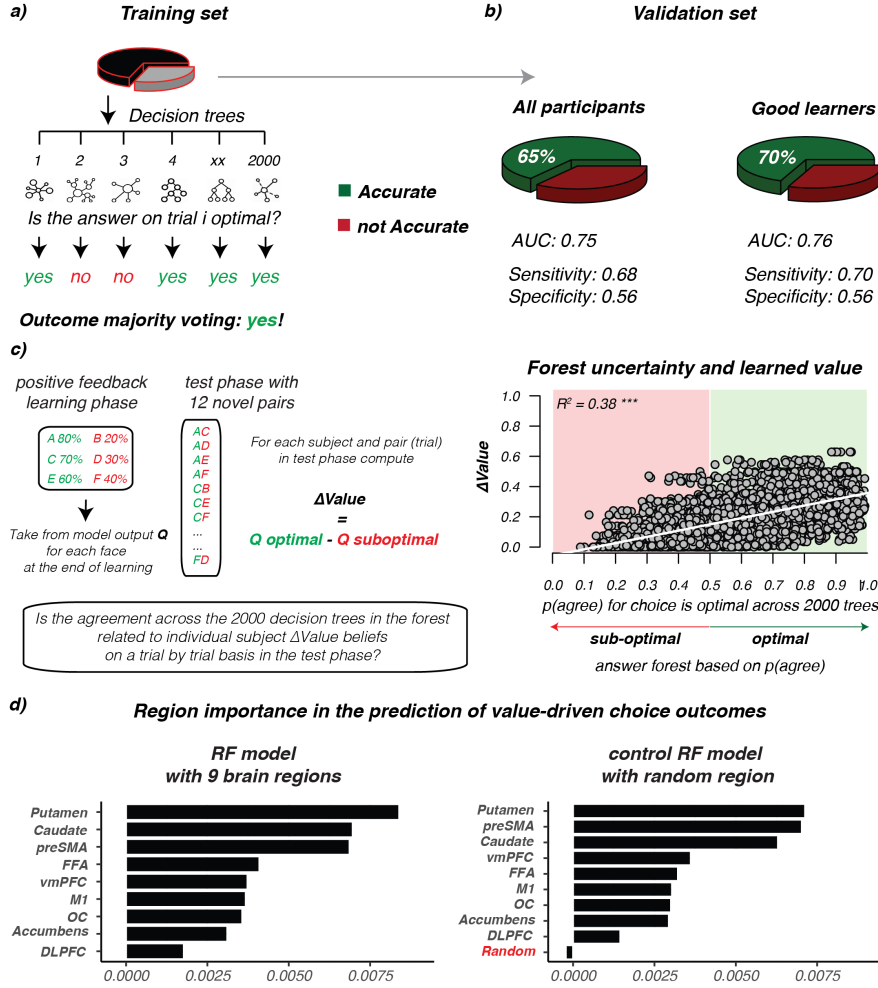 a)
Training set
Decision trees
1 2 3 4 xx 2000
Is the answer on trial i optimal?
yes no no yes yes yes
Outcome majority voting: yes!
Accurate
not Accurate
b)
Validation set
All participants
65%
AUC: 0.75
Sensitivity: 0.68
Specificity: 0.56
Good learners
70%
AUC: 0.76
Sensitivity: 0.70
Specificity: 0.56
c)
positive feedback
learning phase
A 80% B 20%
C 70% D 30%
E 60% F 40%
Take from model output Q
for each face
at the end of learning
test phase with
12 novel pairs
AC
AD
AE
AF
CB
CE
CF
...
...
FD
For each subject and pair (trial)
in test phase compute
ΔValue
=
Q optimal - Q suboptimal
Is the agreement across the 2000 decision trees in the forest
related to individual subject ΔValue beliefs
on a trial by trial basis in the test phase?
Forest uncertainty and learned value
R² = 0.38 ***
ΔValue
1.0
0.8
0.6
0.4
0.2
0.0
0.0 0.1 0.2 0.3 0.4 0.5 0.6 0.7 0.8 0.9 1.0
p(agree) for choice is optimal across 2000 trees
sub-optimal optimal
answer forest based on p(agree)
d)
Region importance in the prediction of value-driven choice outcomes
RF model
with 9 brain regions
Putamen
Caudate
preSMA
FFA
vmPFC
M1
OC
Accumbens
DLPFC
0.0000 0.0025 0.0050 0.0075
control RF model
with random region
Putamen
preSMA
Caudate
vmPFC
FFA
M1
OC
Accumbens
DLPFC
Random
0.0000 0.0025 0.0050 0.0075